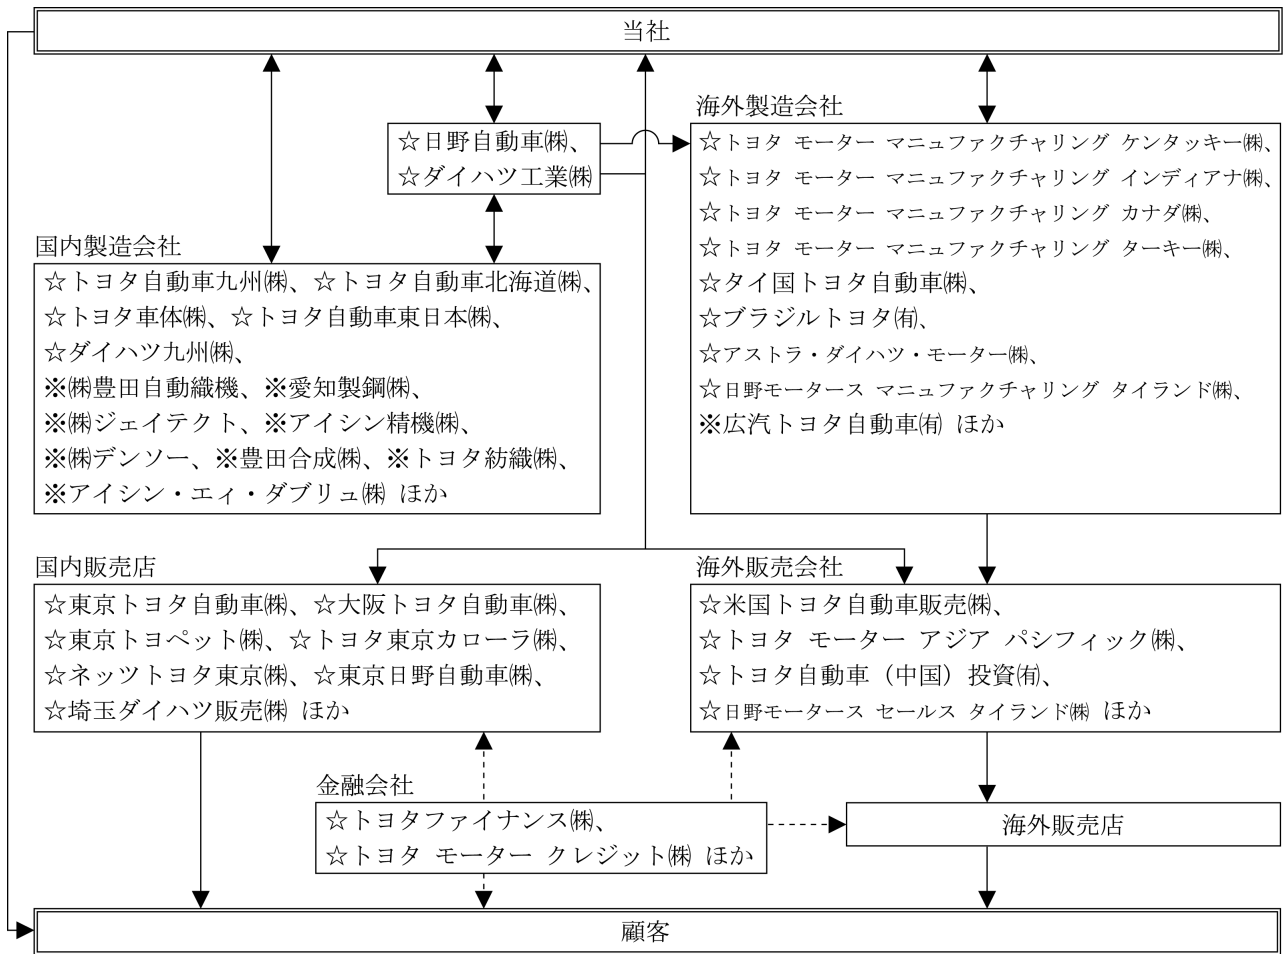 当社
☆日野自動車㈱、
☆ダイハツ工業㈱
海外製造会社
☆トヨタ モーター マニュファクチャリング ケンタッキー㈱、
☆トヨタ モーター マニュファクチャリング インディアナ㈱、
☆トヨタ モーター マニュファクチャリング カナダ㈱、
☆トヨタ モーター マニュファクチャリング ターキー㈱、
☆タイ国トヨタ自動車㈱、
☆ブラジルトヨタ㈲、
☆アストラ・ダイハツ・モーター㈱、
☆日野モータース マニュファクチャリング タイランド㈱、
※広汽トヨタ自動車㈲ ほか
国内製造会社
☆トヨタ自動車九州㈱、☆トヨタ自動車北海道㈱、
☆トヨタ車体㈱、☆トヨタ自動車東日本㈱、
☆ダイハツ九州㈱、
※㈱豊田自動織機、※愛知製鋼㈱、
※㈱ジェイテクト、※アイシン精機㈱、
※㈱デンソー、※豊田合成㈱、※トヨタ紡織㈱、
※アイシン・エィ・ダブリュ㈱ ほか
国内販売店
☆東京トヨタ自動車㈱、☆大阪トヨタ自動車㈱、
☆東京トヨペット㈱、☆トヨタ東京カローラ㈱、
☆ネッツトヨタ東京㈱、☆東京日野自動車㈱、
☆埼玉ダイハツ販売㈱ ほか
海外販売会社
☆米国トヨタ自動車販売㈱、
☆トヨタ モーター アジア パシフィック㈱、
☆トヨタ自動車（中国）投資㈲、
☆日野モータース セールス タイランド㈱ ほか
金融会社
☆トヨタファイナンス㈱、
☆トヨタ モーター クレジット㈱ ほか
海外販売店
顧客